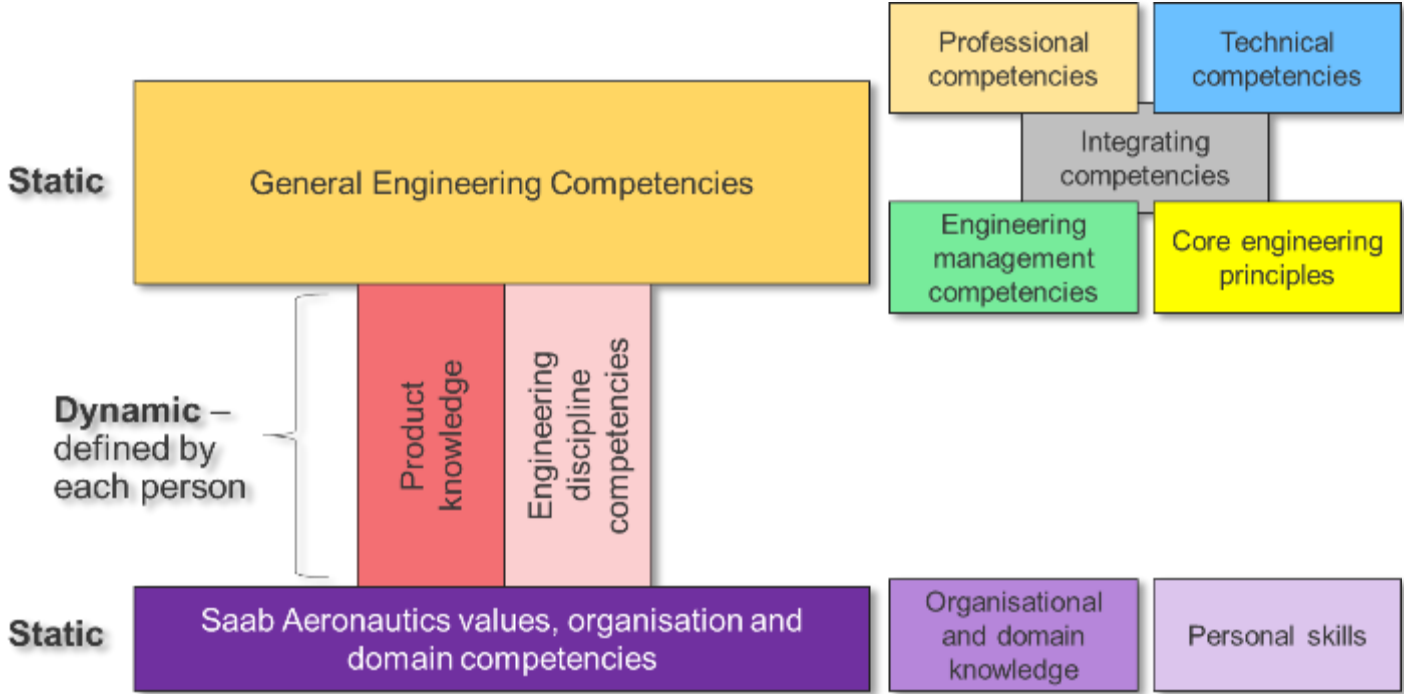 Professional
competencies
Technical
competencies
Static
General Engineering Competencies
Integrating
competencies
Engineering
management
competencies
Core engineering
principles
Dynamic –
defined by
each person
Product
knowledge
Engineering
discipline
competencies
Static
Saab Aeronautics values, organisation and
domain competencies
Organisational
and domain
knowledge
Personal skills